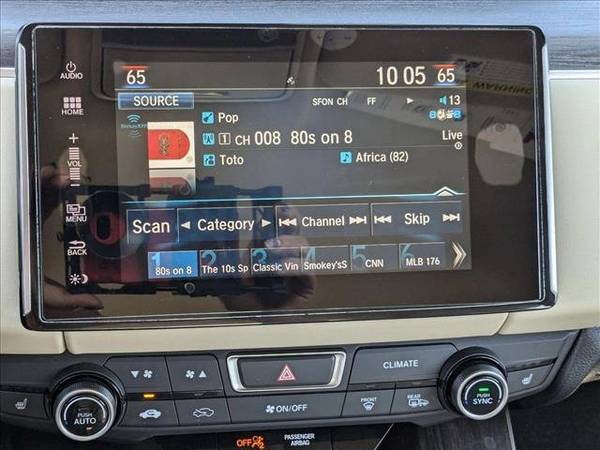 AUDIO
65 10 05 65
HOME
SOURCE SFON CH FF 13
SiriusXM Pop
+
VOL
−
1 CH 008 80s on 8 Live
Toto Africa (82)
MENU
Scan Category Channel Skip
BACK
1 2 3 4 5 6
80s on 8 The 10s Sp Classic Vin Smokey'sS CNN MLB 176
CLIMATE
PUSH AUTO ON/OFF FRONT REAR PUSH SYNC
OFF PASSENGER AIRBAG